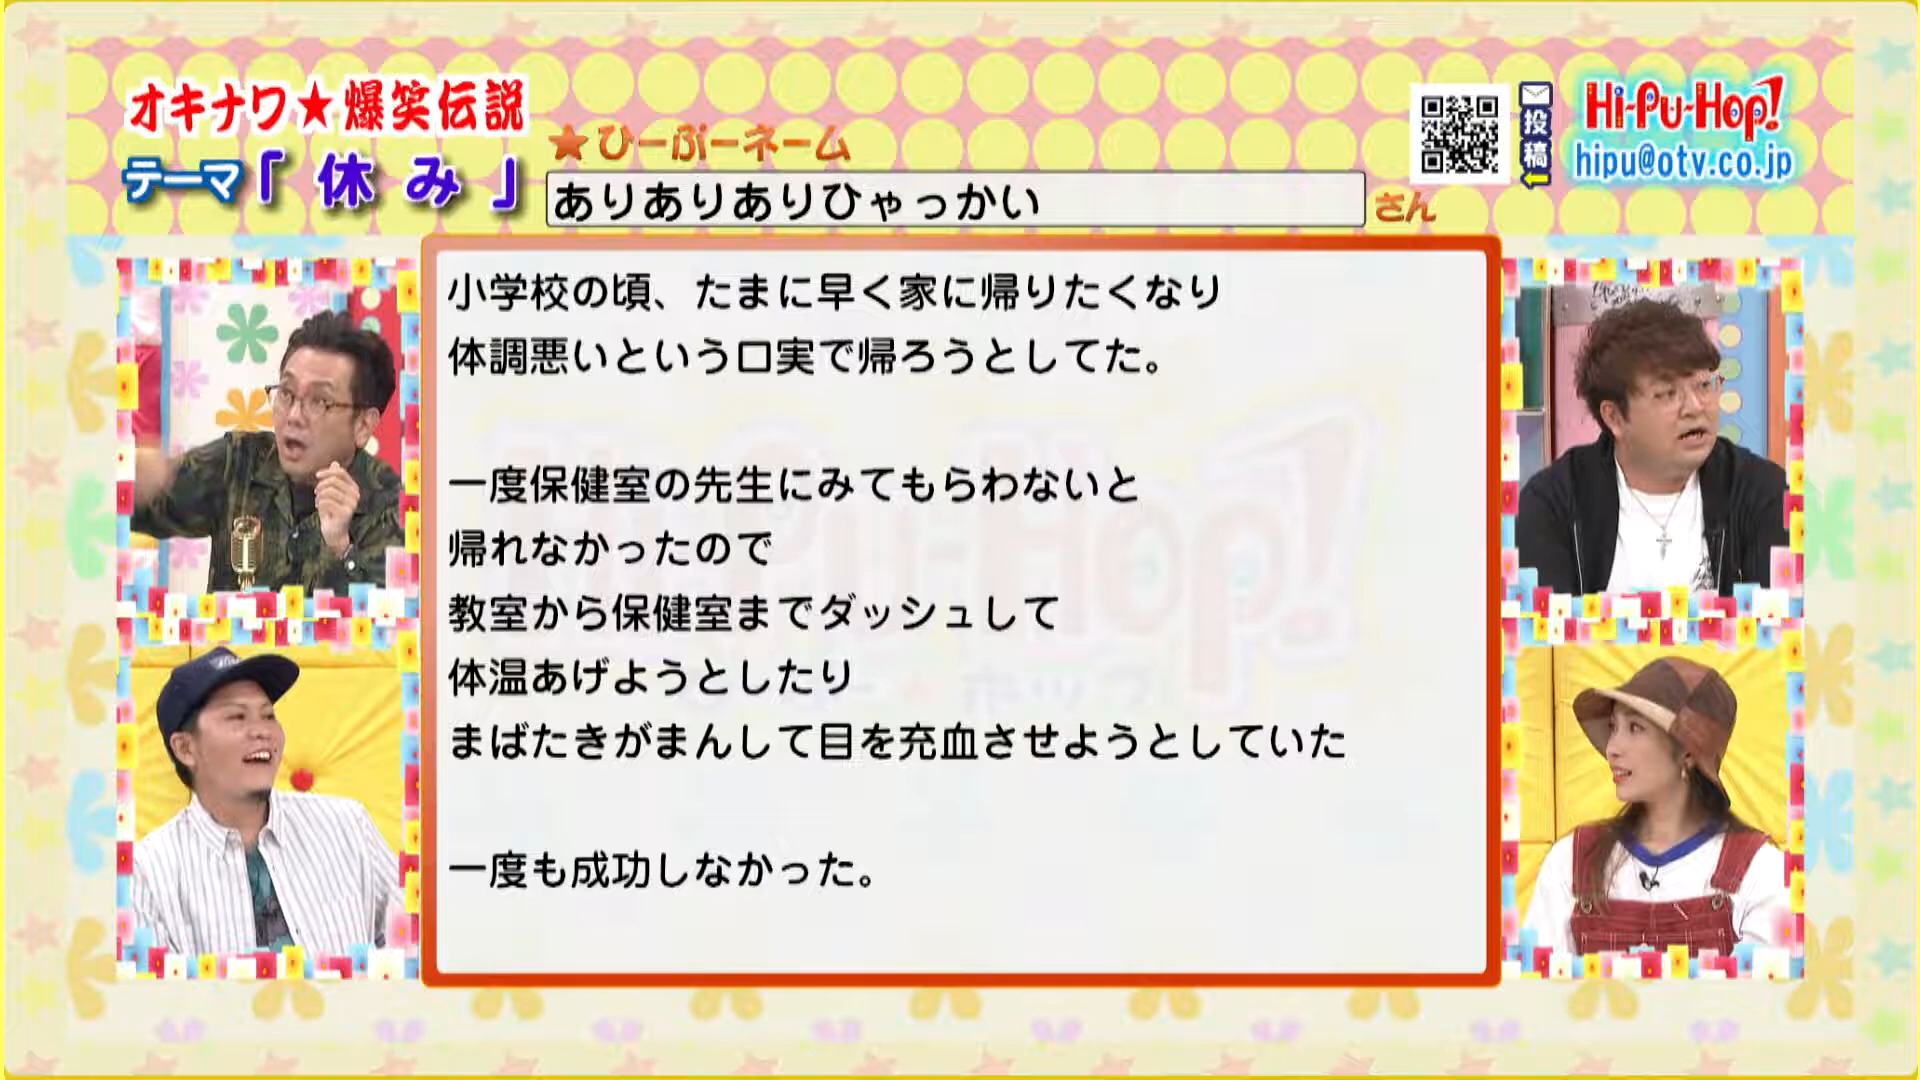 オキナワ★爆笑伝説
テーマ「休み」
★ひーぷーネーム
ありありありひゃっかい
さん
投稿
Hi-Pu-Hop!
hipu@otv.co.jp
小学校の頃、たまに早く家に帰りたくなり
体調悪いという口実で帰ろうとしてた。
一度保健室の先生にみてもらわないと
帰れなかったので
教室から保健室までダッシュして
体温あげようとしたり
まばたきがまんして目を充血させようとしていた
一度も成功しなかった。